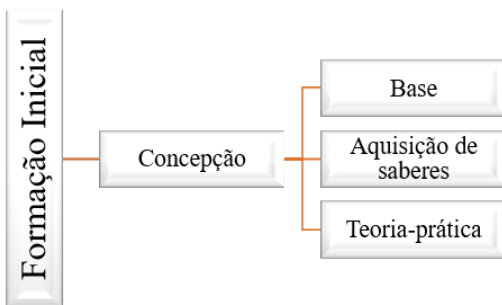 Formação Inicial
Concepção
Base
Aquisição de
saberes
Teoria-prática